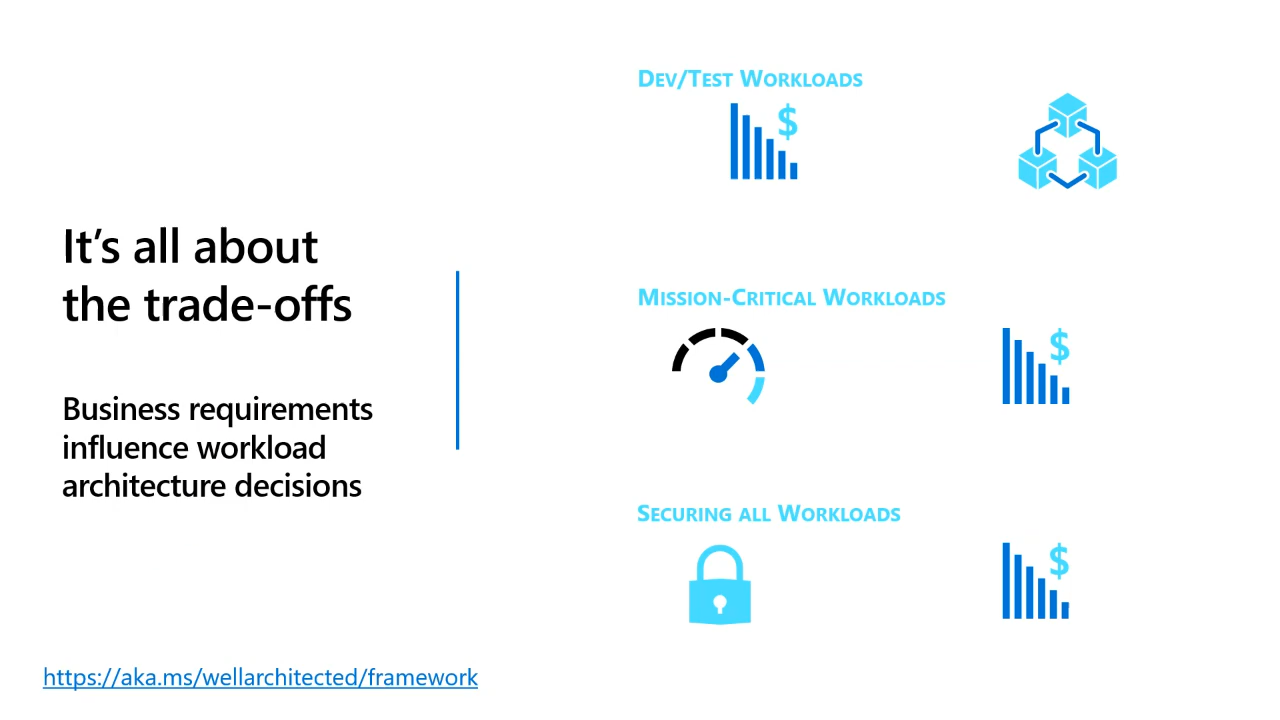 It’s all about
the trade-offs
Business requirements
influence workload
architecture decisions
https://aka.ms/wellarchitected/framework
Dev/Test Workloads
$
Mission-Critical Workloads
$
Securing all Workloads
$